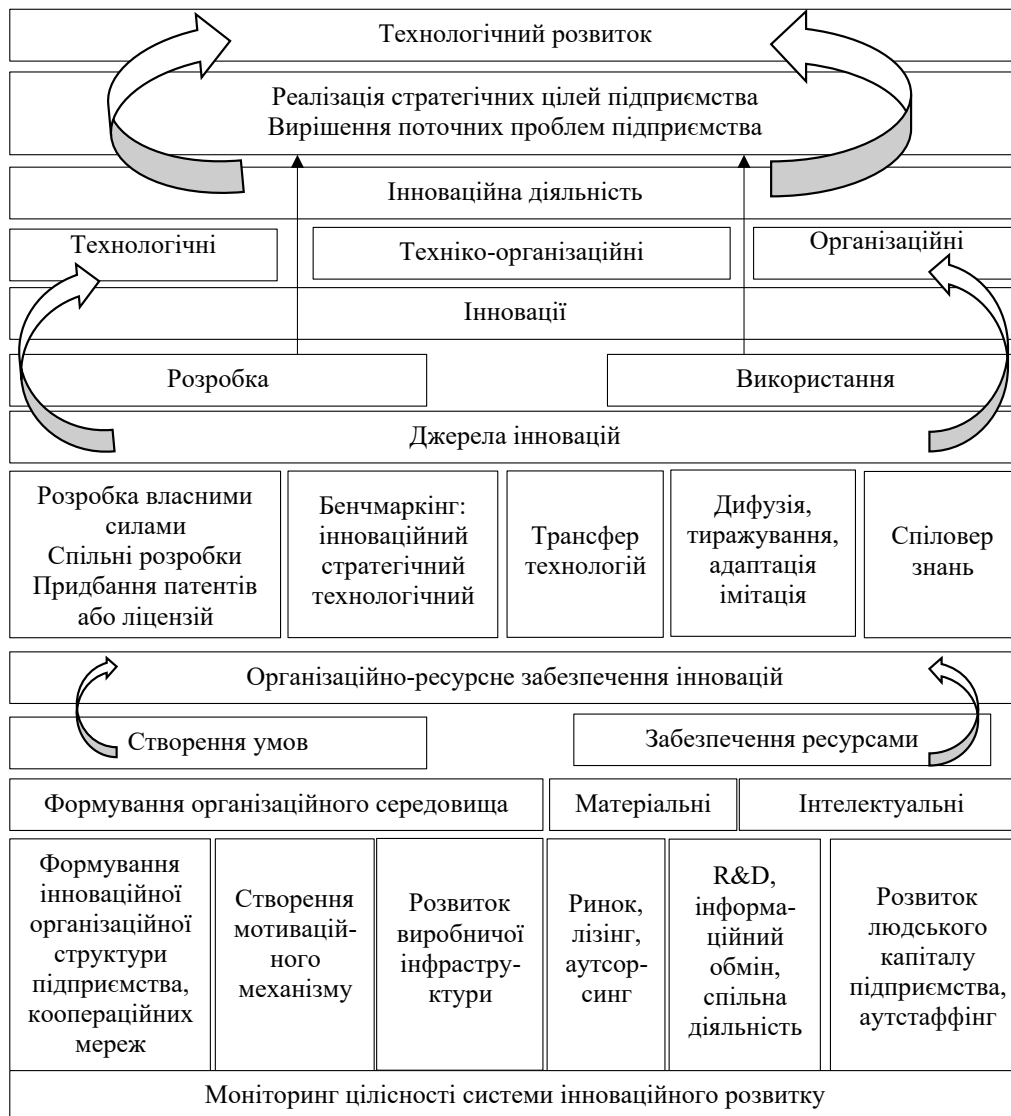 Технологічний розвиток
Реалізація стратегічних цілей підприємства
Вирішення поточних проблем підприємства
Інноваційна діяльність
Технологічні
Техніко-організаційні
Організаційні
Інновації
Розробка
Використання
Джерела інновацій
Розробка власними
силами
Спільні розробки
Придбання патентів
або ліцензій
Бенчмаркінг:
інноваційний
стратегічний
технологічний
Трансфер
технологій
Дифузія,
тиражування,
адаптація
імітація
Спіловер
знань
Організаційно-ресурсне забезпечення інновацій
Створення умов
Забезпечення ресурсами
Формування організаційного середовища
Матеріальні
Інтелектуальні
Формування
інноваційної
організаційної
структури
підприємства,
коопераційних
мереж
Створення
мотивацій-
ного
механізму
Розвиток
виробничої
інфраструк-
ктури
Ринок,
лізінг,
аутсор-
синг
R&D,
інформа-
ційний
обмін,
спільна
діяльність
Розвиток
людського
капіталу
підприємства,
аутстаффінг
Моніторинг цілісності системи інноваційного розвитку